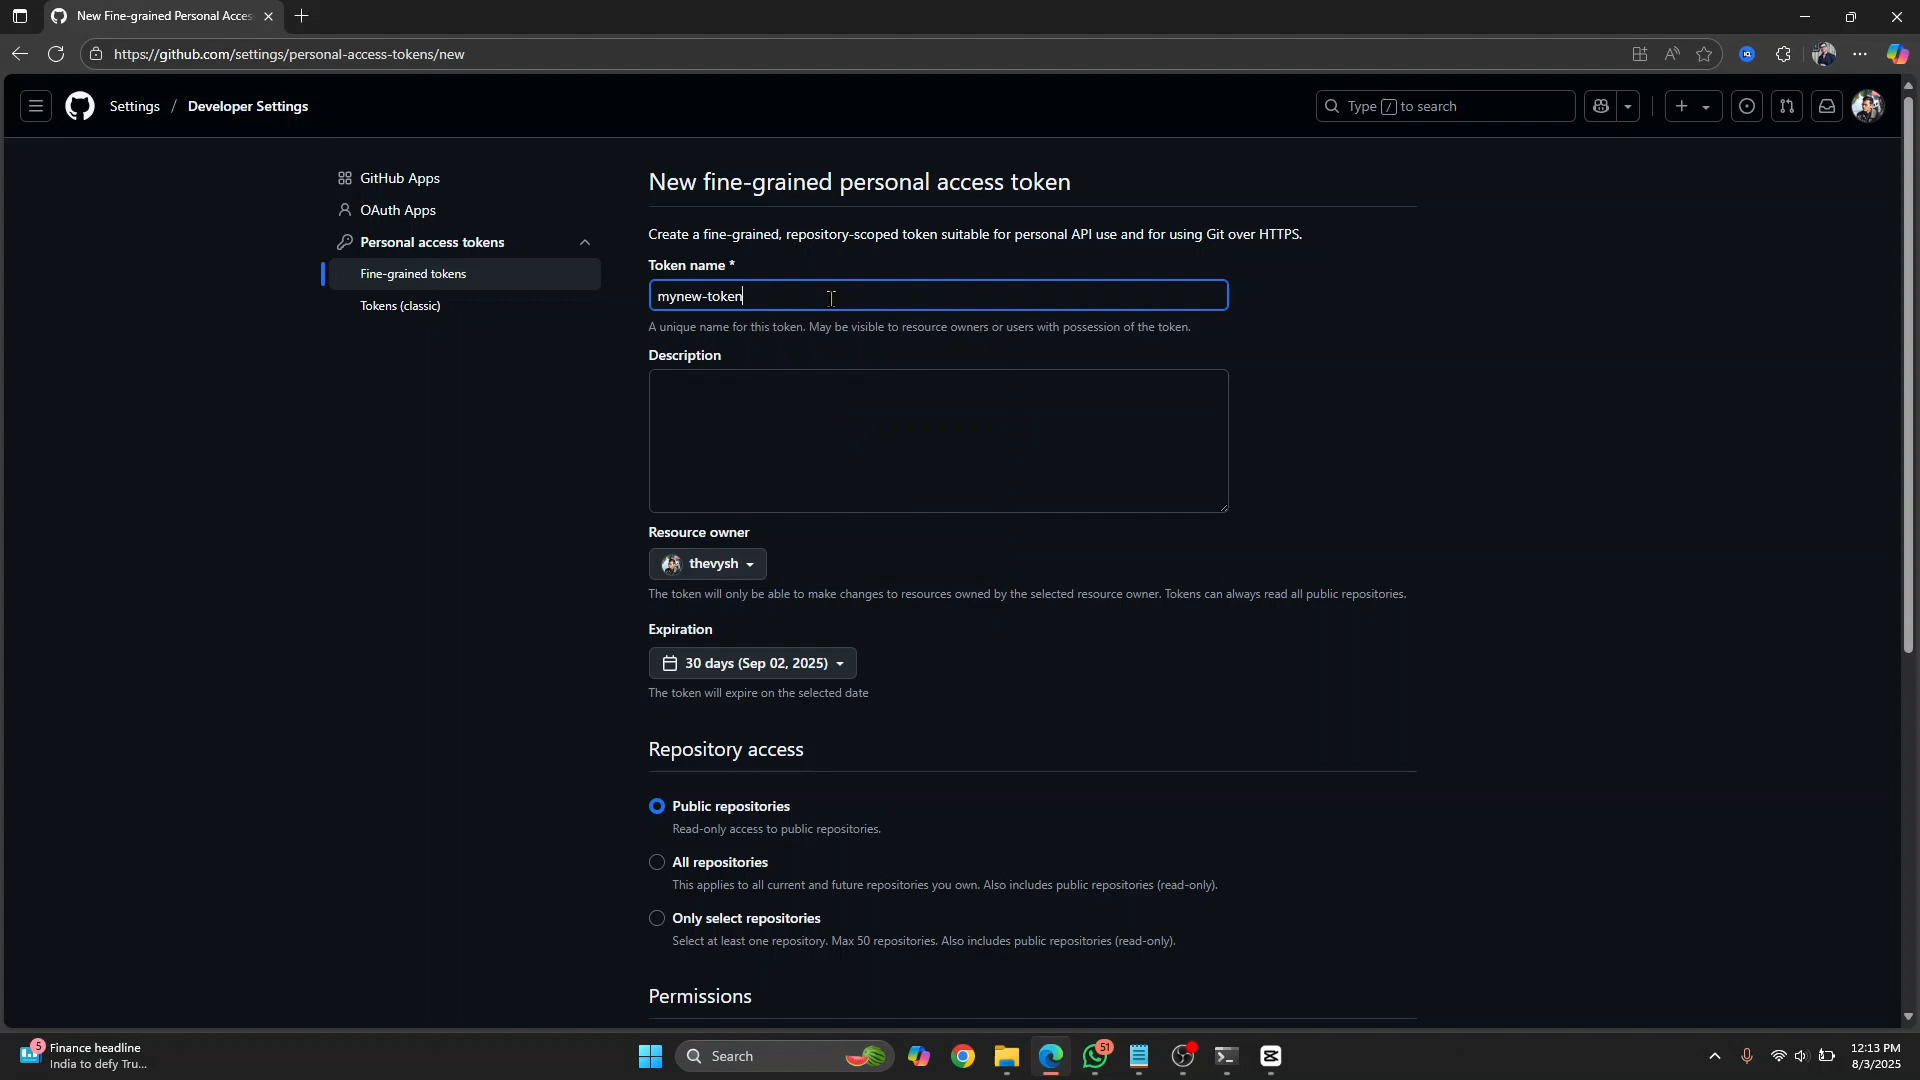 New Fine-grained Personal Acces
https://github.com/settings/personal-access-tokens/new
Settings / Developer Settings
Type / to search
GitHub Apps
OAuth Apps
Personal access tokens
Fine-grained tokens
Tokens (classic)
New fine-grained personal access token
Create a fine-grained, repository-scoped token suitable for personal API use and for using Git over HTTPS.
Token name *
mynew-token
A unique name for this token. May be visible to resource owners or users with possession of the token.
Description
Resource owner
thevysh
The token will only be able to make changes to resources owned by the selected resource owner. Tokens can always read all public repositories.
Expiration
30 days (Sep 02, 2025)
The token will expire on the selected date
Repository access
Public repositories
Read-only access to public repositories.
All repositories
This applies to all current and future repositories you own. Also includes public repositories (read-only).
Only select repositories
Select at least one repository. Max 50 repositories. Also includes public repositories (read-only).
Permissions
5
Finance headline
India to defy Tru...
Search
51
12:13 PM
8/3/2025